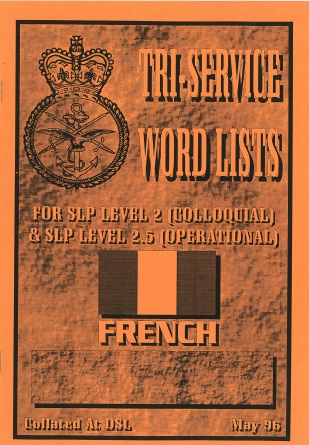 TRI-SERVICE
WORD LISTS
FOR SLP LEVEL 2 (COLLOQUIAL)
& SLP LEVEL 2.5 (OPERATIONAL)
FRENCH
Collated At DSL May 96